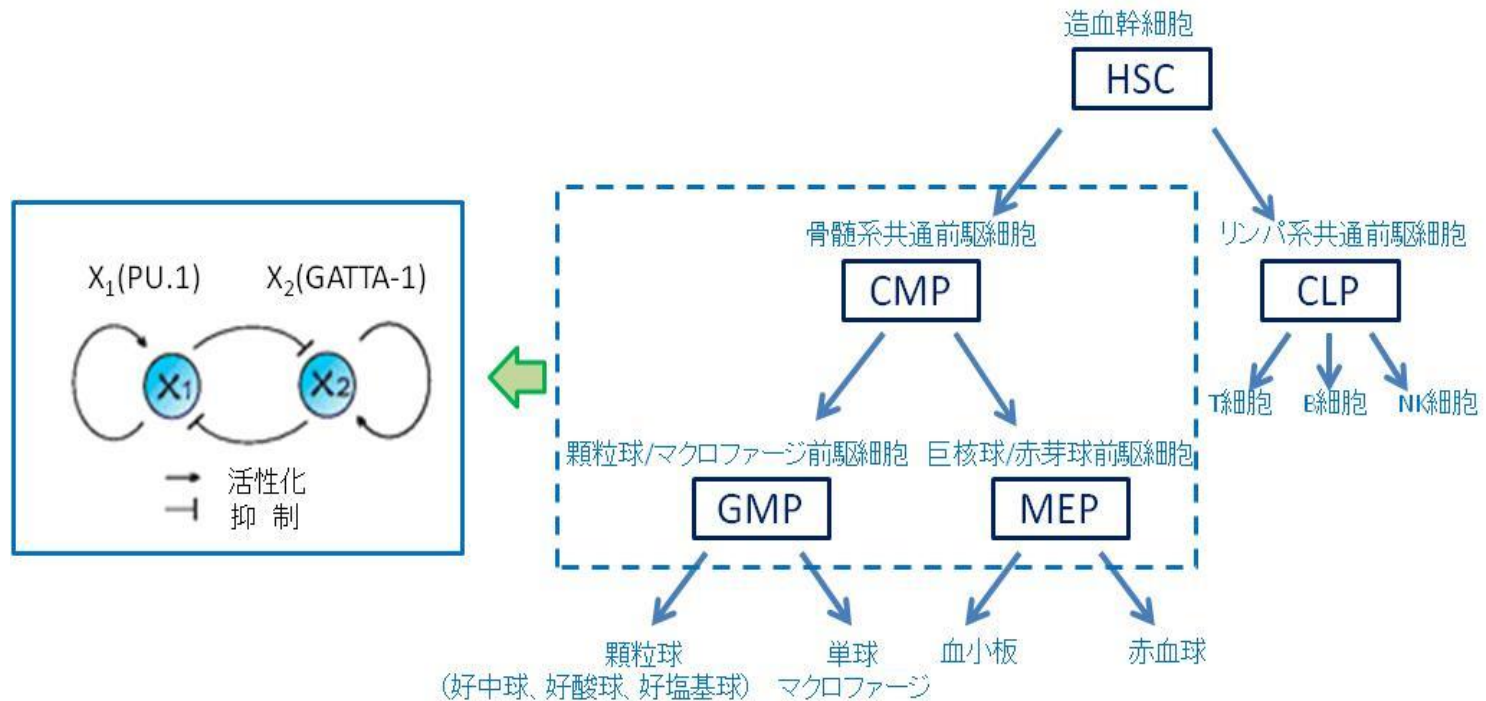 造血幹細胞
HSC
骨髄系共通前駆細胞
リンパ系共通前駆細胞
CMP
CLP
T細胞 B細胞 NK細胞
顆粒球/マクロファージ前駆細胞
巨核球/赤芽球前駆細胞
GMP
MEP
顆粒球
(好中球、好酸球、好塩基球)
単球
マクロファージ
血小板
赤血球
X₁(PU.1)
X₂(GATTA-1)
X₁
X₂
活性化
抑 制